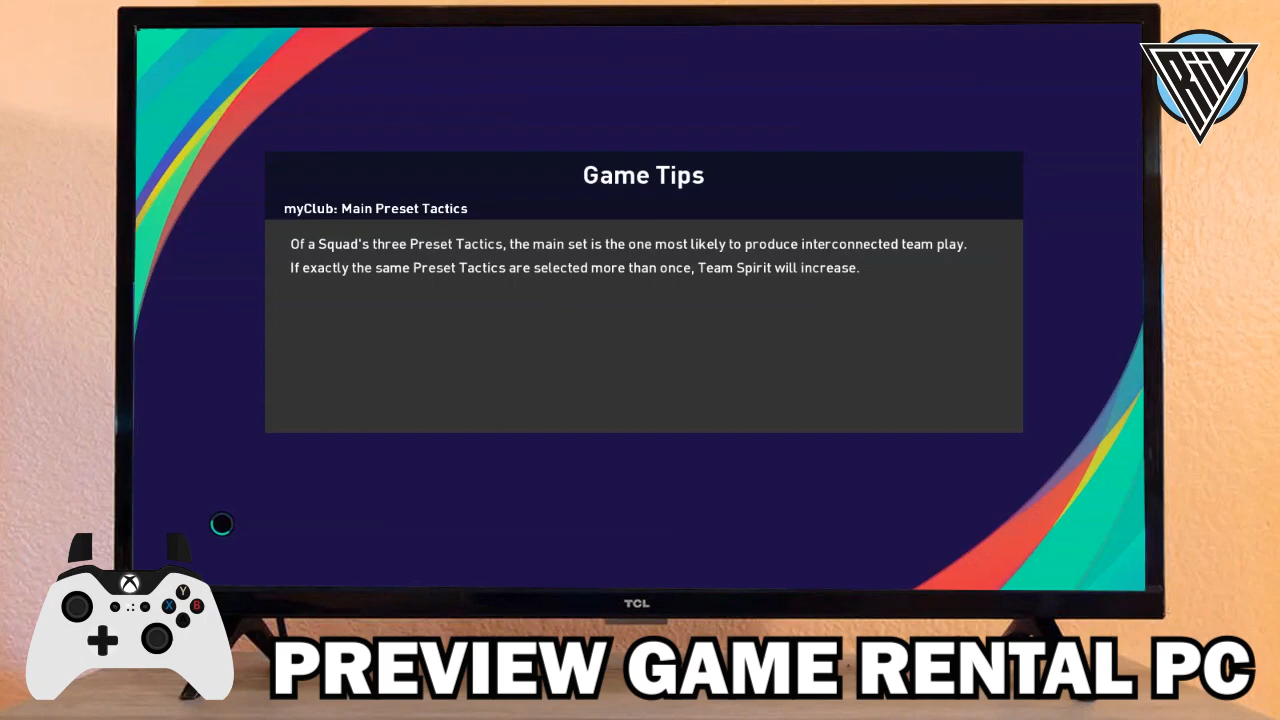 RiiV
Game Tips
myClub: Main Preset Tactics
Of a Squad's three Preset Tactics, the main set is the one most likely to produce interconnected team play.
If exactly the same Preset Tactics are selected more than once, Team Spirit will increase.
TCL
Y
X B
PREVIEW GAME RENTAL PC